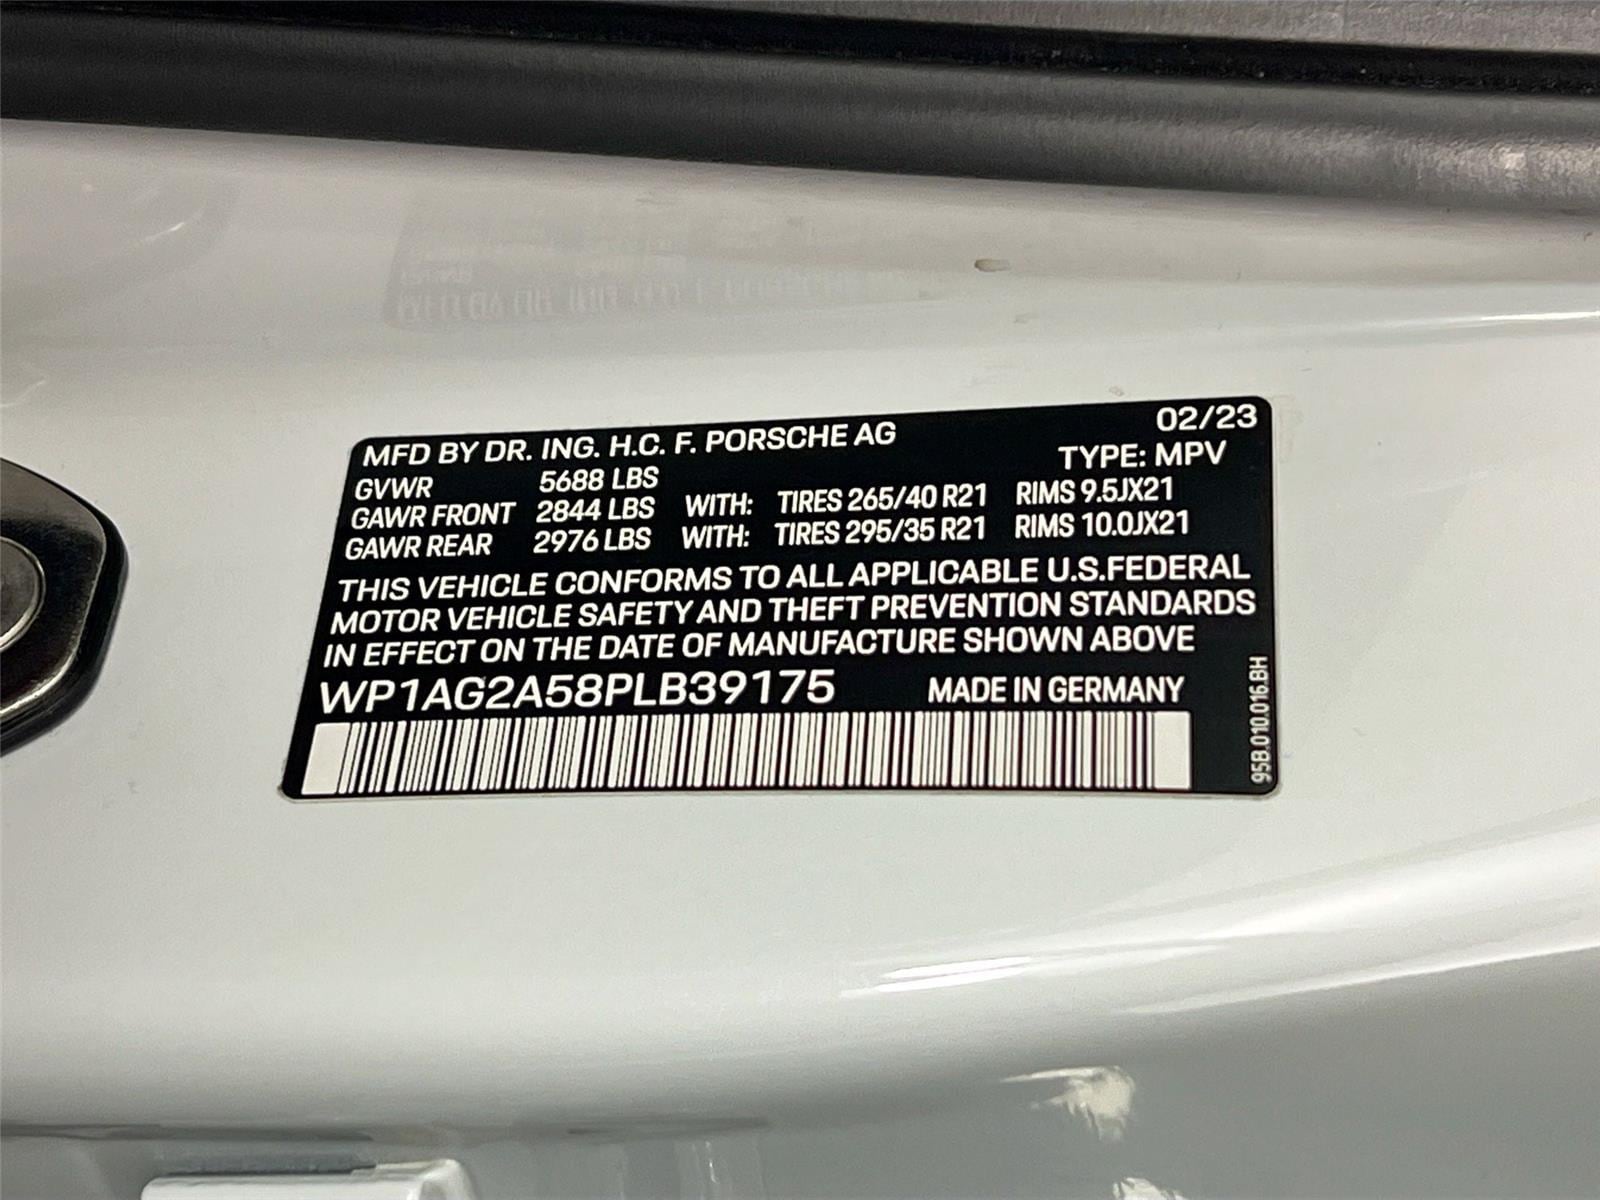 MFD BY DR. ING. H.C. F. PORSCHE AG 02/23
TYPE: MPV
GVWR 5688 LBS
GAWR FRONT 2844 LBS WITH: TIRES 265/40 R21 RIMS 9.5JX21
GAWR REAR 2976 LBS WITH: TIRES 295/35 R21 RIMS 10.0JX21
THIS VEHICLE CONFORMS TO ALL APPLICABLE U.S.FEDERAL
MOTOR VEHICLE SAFETY AND THEFT PREVENTION STANDARDS
IN EFFECT ON THE DATE OF MANUFACTURE SHOWN ABOVE
WP1AG2A58PLB39175 MADE IN GERMANY
95B.010.016.BH